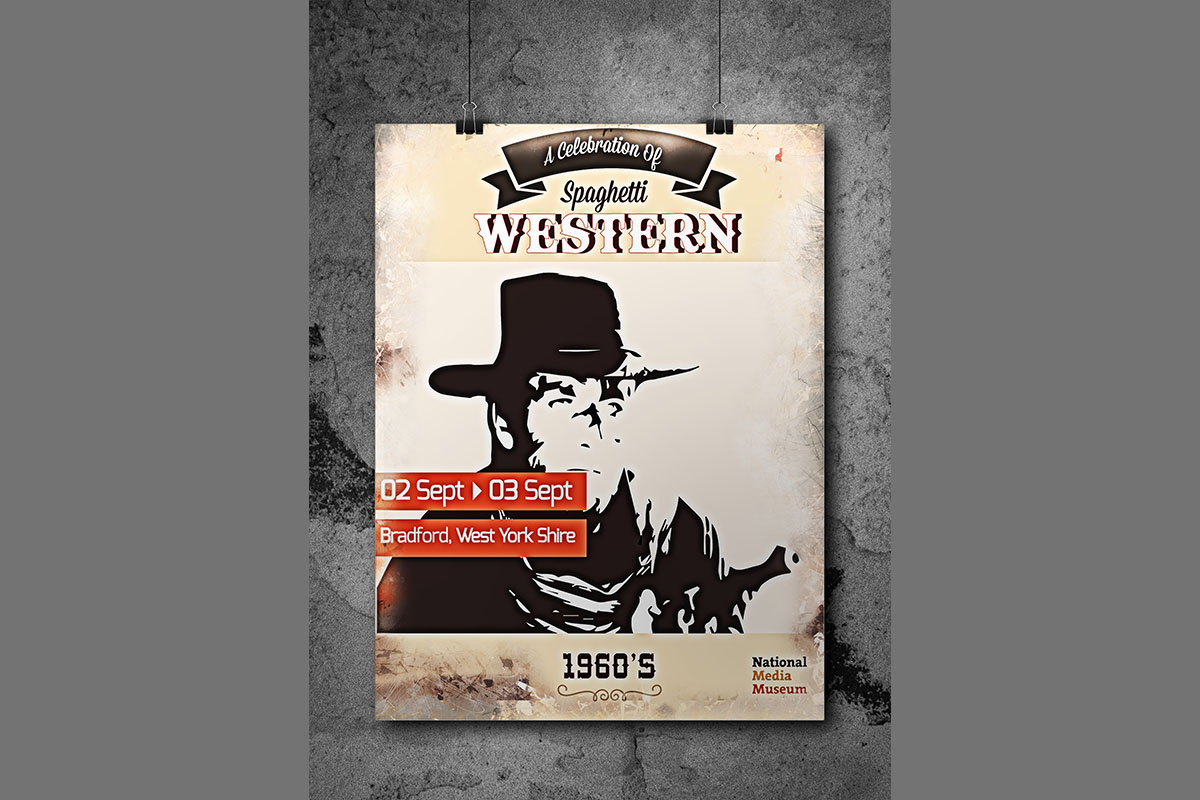 A Celebration Of
Spaghetti
WESTERN
02 Sept ▶ 03 Sept
Bradford, West York Shire
1960'S
National
Media
Museum